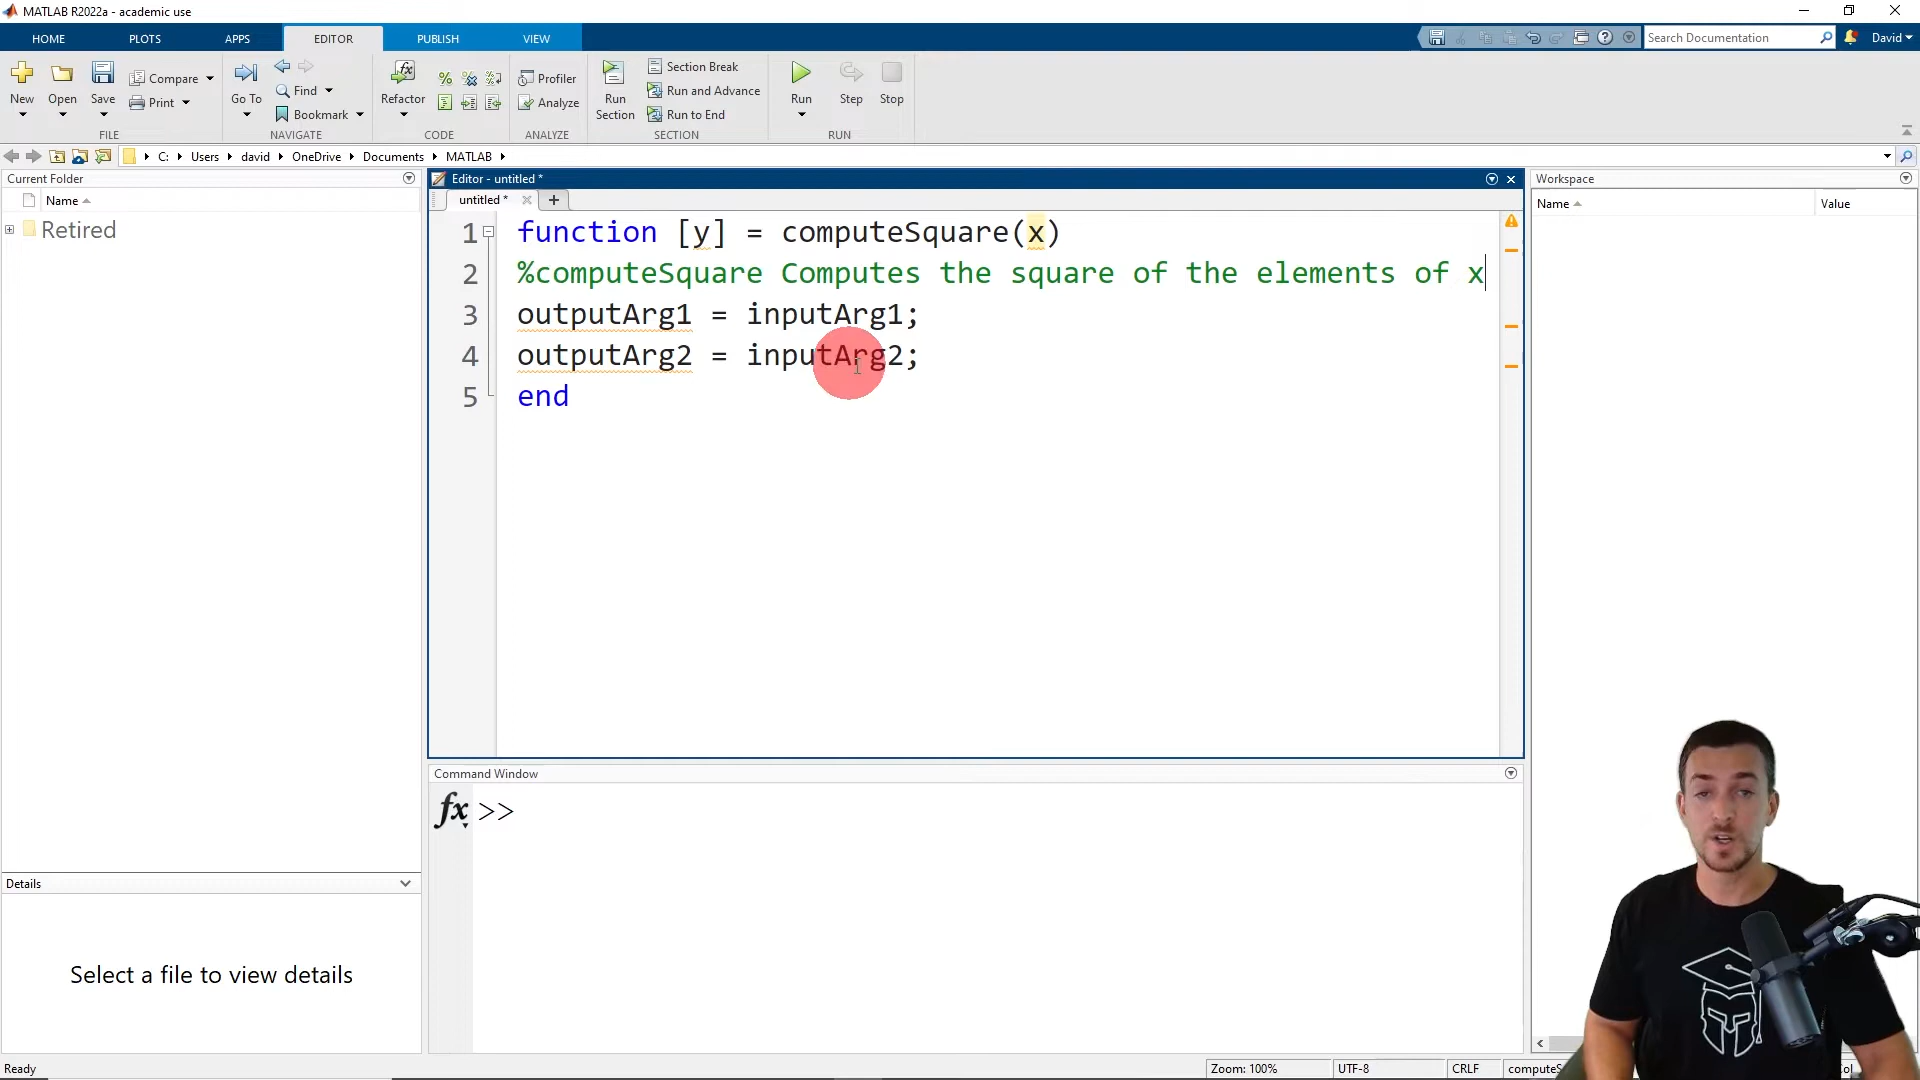 MATLAB R2022a - academic use
HOME PLOTS APPS EDITOR PUBLISH VIEW
Search Documentation David
New Open Save Compare Print
FILE
Go To Find Bookmark
NAVIGATE
Refactor
CODE
Profiler Analyze
ANALYZE
Run Section
Section Break
Run and Advance
Run to End
SECTION
Run Step Stop
RUN
C: Users david OneDrive Documents MATLAB
Current Folder
Name
Retired
Details
Select a file to view details
Editor - untitled *
untitled *
1 function [y] = computeSquare(x)
2 %computeSquare Computes the square of the elements of x
3 outputArg1 = inputArg1;
4 outputArg2 = inputArg2;
5 end
Command Window
fx >>
Workspace
Name Value
Ready
Zoom: 100% UTF-8 CRLF